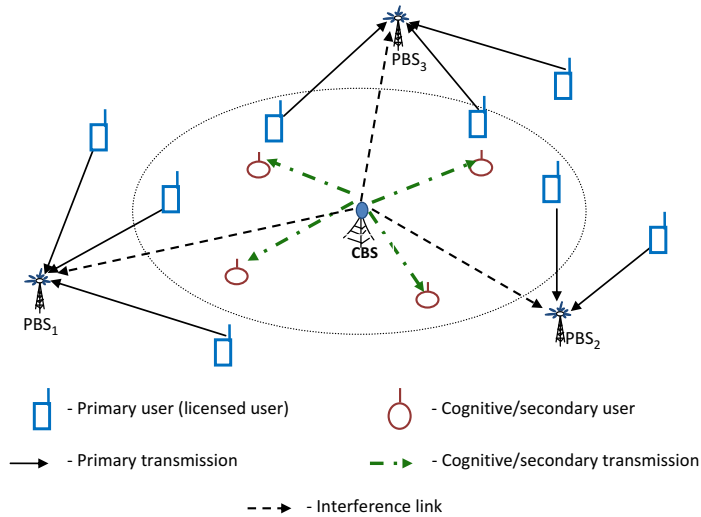 PBS3
CBS
PBS1
PBS2
- Primary user (licensed user)
- Cognitive/secondary user
- Primary transmission
- Cognitive/secondary transmission
- Interference link